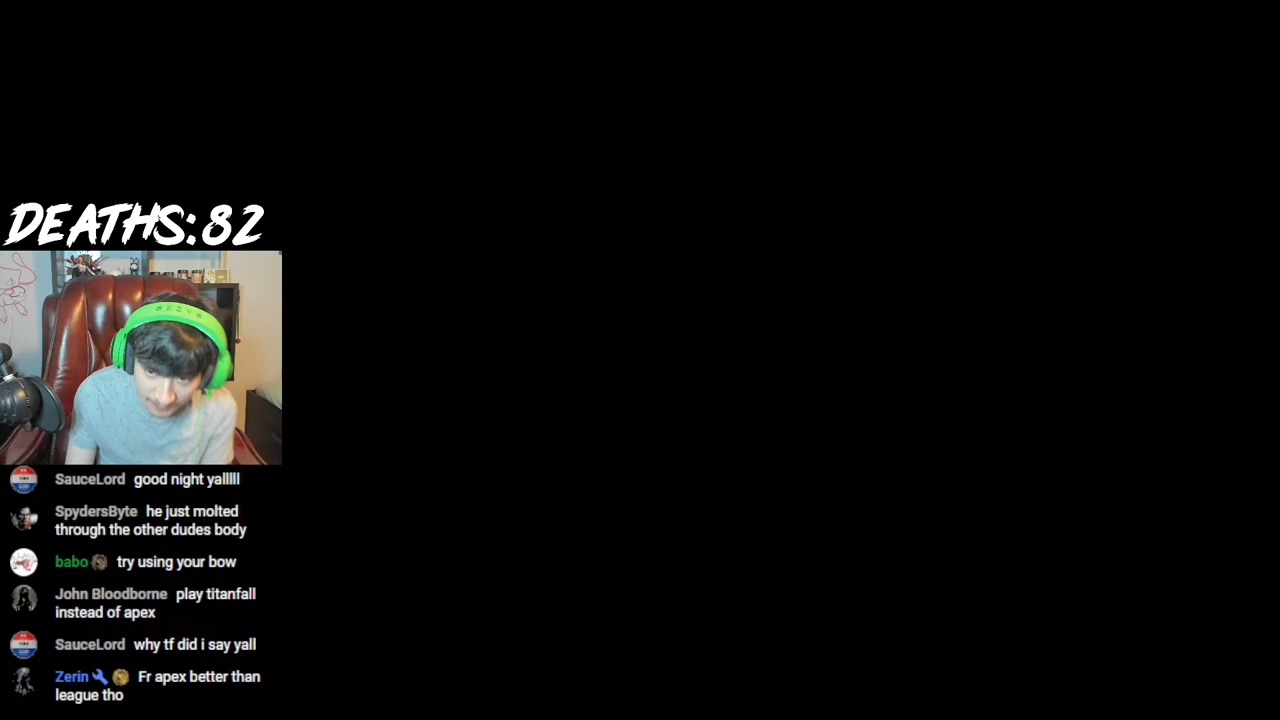 DEATHS:82
SauceLord good night yalllll
SpydersByte he just molted
through the other dudes body
babo try using your bow
John Bloodborne play titanfall
instead of apex
SauceLord why tf did i say yall
Zerin Fr apex better than
league tho